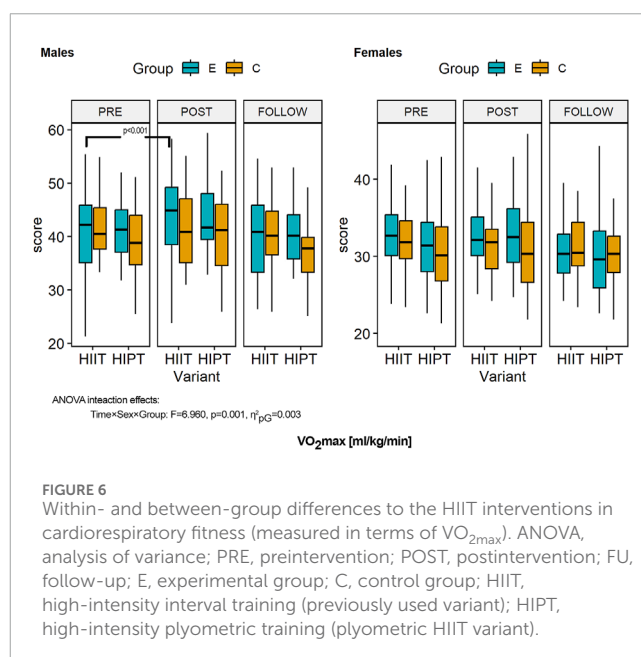 Males
Females
Group E C
Group E C
PRE POST FOLLOW
PRE POST FOLLOW
p<0.001
60
50
40
30
20
score
40
30
20
score
HIIT HIPT HIIT HIPT HIIT HIPT
HIIT HIPT HIIT HIPT HIIT HIPT
Variant
Variant
ANOVA inteaction effects:
Time×Sex×Group: F=6.960, p=0.001, η²pG=0.003
VO2max [ml/kg/min]
FIGURE 6
Within- and between-group differences to the HIIT interventions in
cardiorespiratory fitness (measured in terms of VO2max). ANOVA,
analysis of variance; PRE, preintervention; POST, postintervention; FU,
follow-up; E, experimental group; C, control group; HIIT,
high-intensity interval training (previously used variant); HIPT,
high-intensity plyometric training (plyometric HIIT variant).